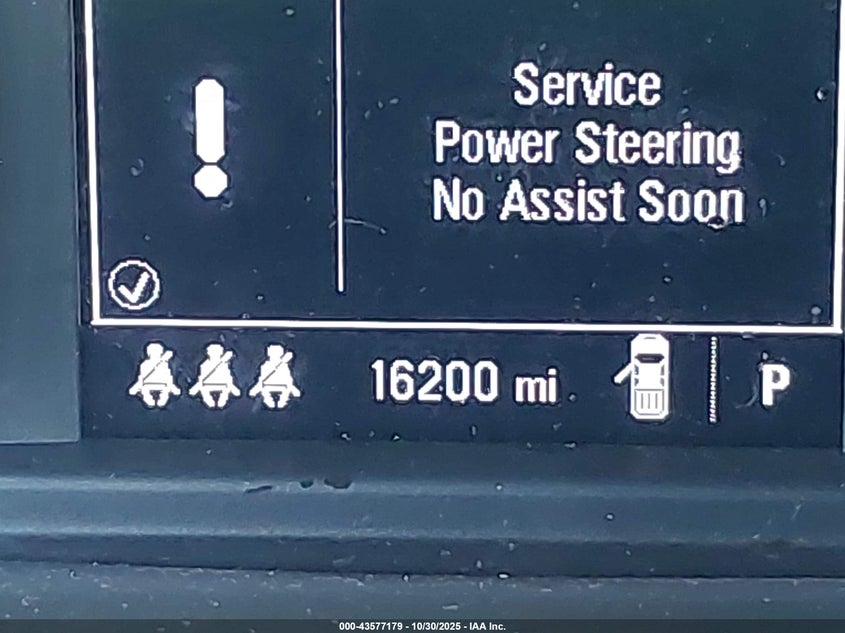 Service
Power Steering
No Assist Soon
16200 mi
P
000-43577179 - 10/30/2025 - IAA Inc.